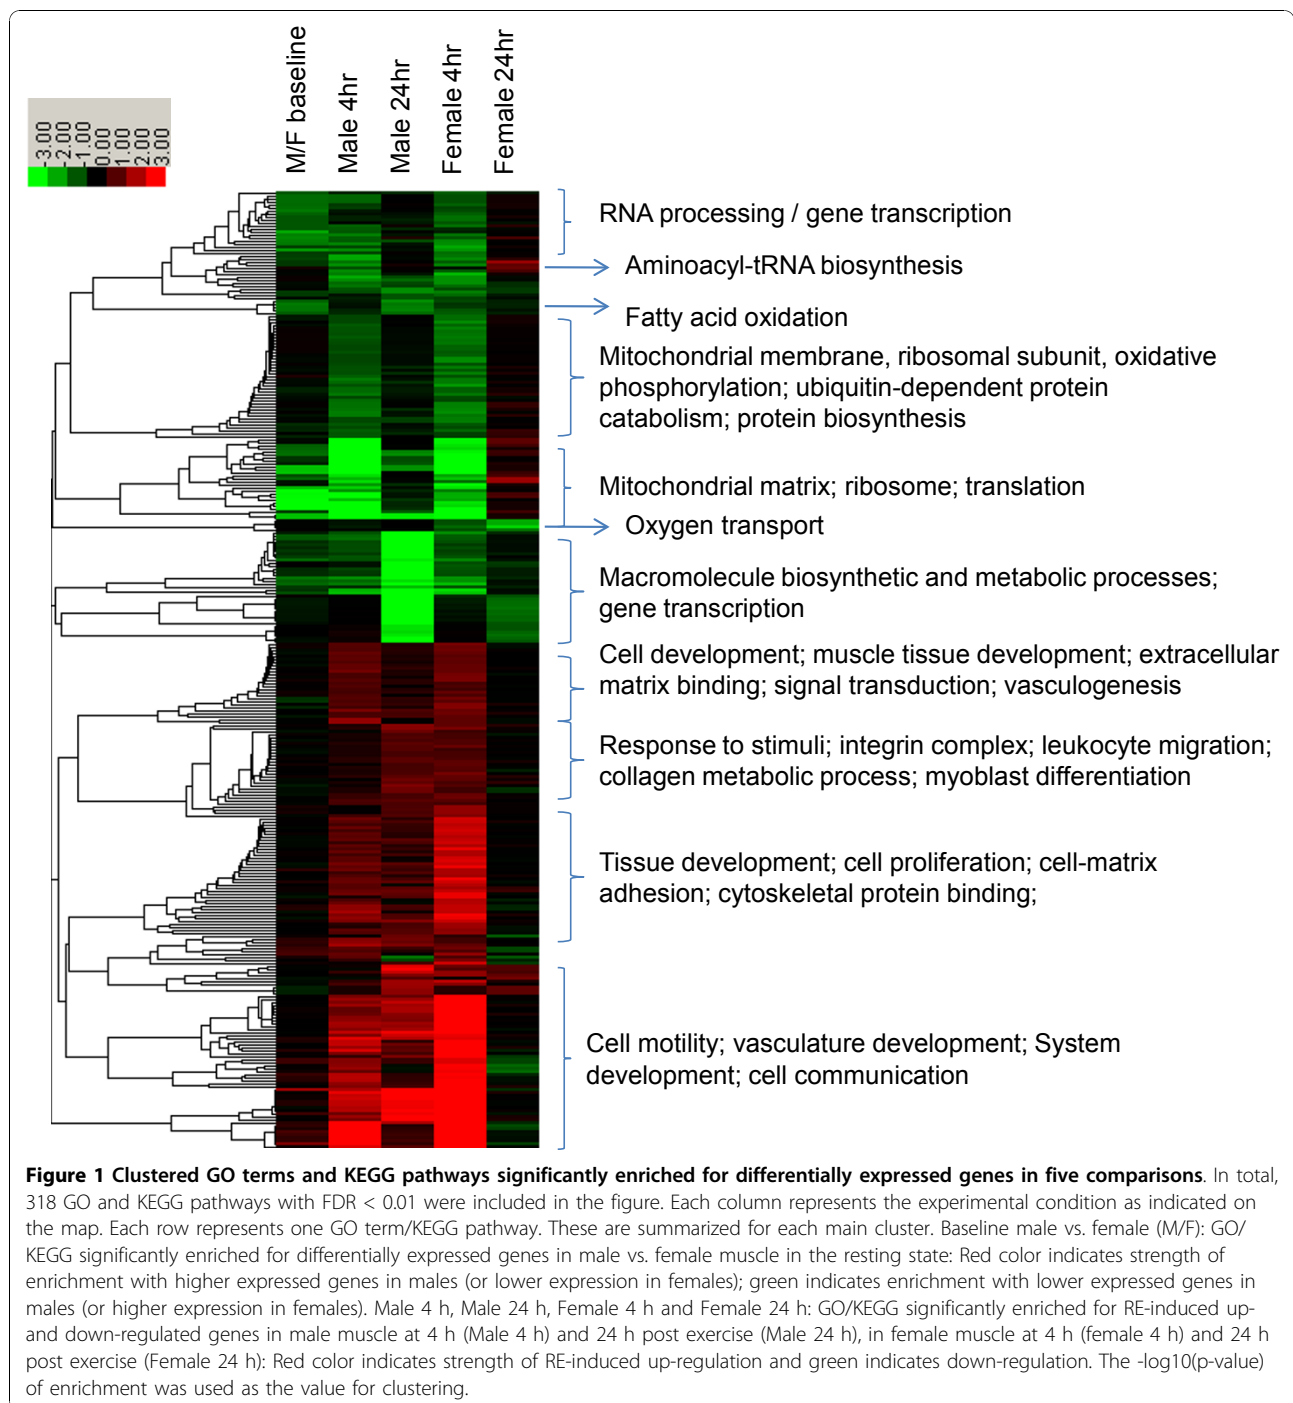 -3.00
-2.00
-1.00
0.00
1.00
2.00
3.00
M/F baseline
Male 4hr
Male 24hr
Female 4hr
Female 24hr
RNA processing / gene transcription
Aminoacyl-tRNA biosynthesis
Fatty acid oxidation
Mitochondrial membrane, ribosomal subunit, oxidative
phosphorylation; ubiquitin-dependent protein
catabolism; protein biosynthesis
Mitochondrial matrix; ribosome; translation
Oxygen transport
Macromolecule biosynthetic and metabolic processes;
gene transcription
Cell development; muscle tissue development; extracellular
matrix binding; signal transduction; vasculogenesis
Response to stimuli; integrin complex; leukocyte migration;
collagen metabolic process; myoblast differentiation
Tissue development; cell proliferation; cell-matrix
adhesion; cytoskeletal protein binding;
Cell motility; vasculature development; System
development; cell communication
Figure 1 Clustered GO terms and KEGG pathways significantly enriched for differentially expressed genes in five comparisons. In total,
318 GO and KEGG pathways with FDR < 0.01 were included in the figure. Each column represents the experimental condition as indicated on
the map. Each row represents one GO term/KEGG pathway. These are summarized for each main cluster. Baseline male vs. female (M/F): GO/
KEGG significantly enriched for differentially expressed genes in male vs. female muscle in the resting state: Red color indicates strength of
enrichment with higher expressed genes in males (or lower expression in females); green indicates enrichment with lower expressed genes in
males (or higher expression in females). Male 4 h, Male 24 h, Female 4 h and Female 24 h: GO/KEGG significantly enriched for RE-induced up-
and down-regulated genes in male muscle at 4 h (Male 4 h) and 24 h post exercise (Male 24 h), in female muscle at 4 h (female 4 h) and 24 h
post exercise (Female 24 h): Red color indicates strength of RE-induced up-regulation and green indicates down-regulation. The -log10(p-value)
of enrichment was used as the value for clustering.